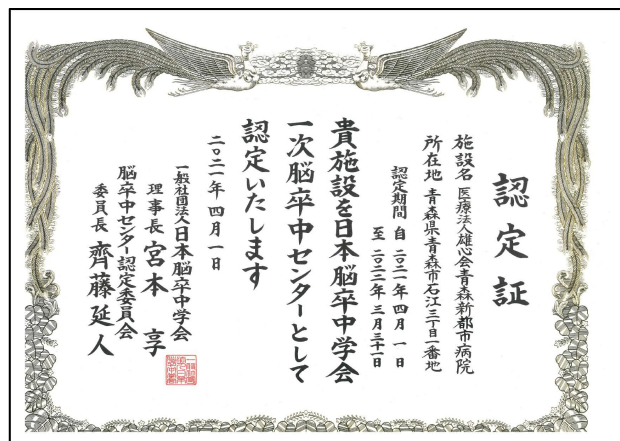 認定証
施設名 医療法人雄心会青森新都市病院
所在地 青森県青森市石江三丁目一番地
認定期間 自 二〇二一年 四月 一日
至 二〇二二年 三月三十一日
貴施設を日本脳卒中学会
一次脳卒中センターとして
認定いたします
二〇二一年 四月 一日
一般社団法人日本脳卒中学会
理事長 宮本 享
脳卒中センター認定委員会
委員長 齊藤延人